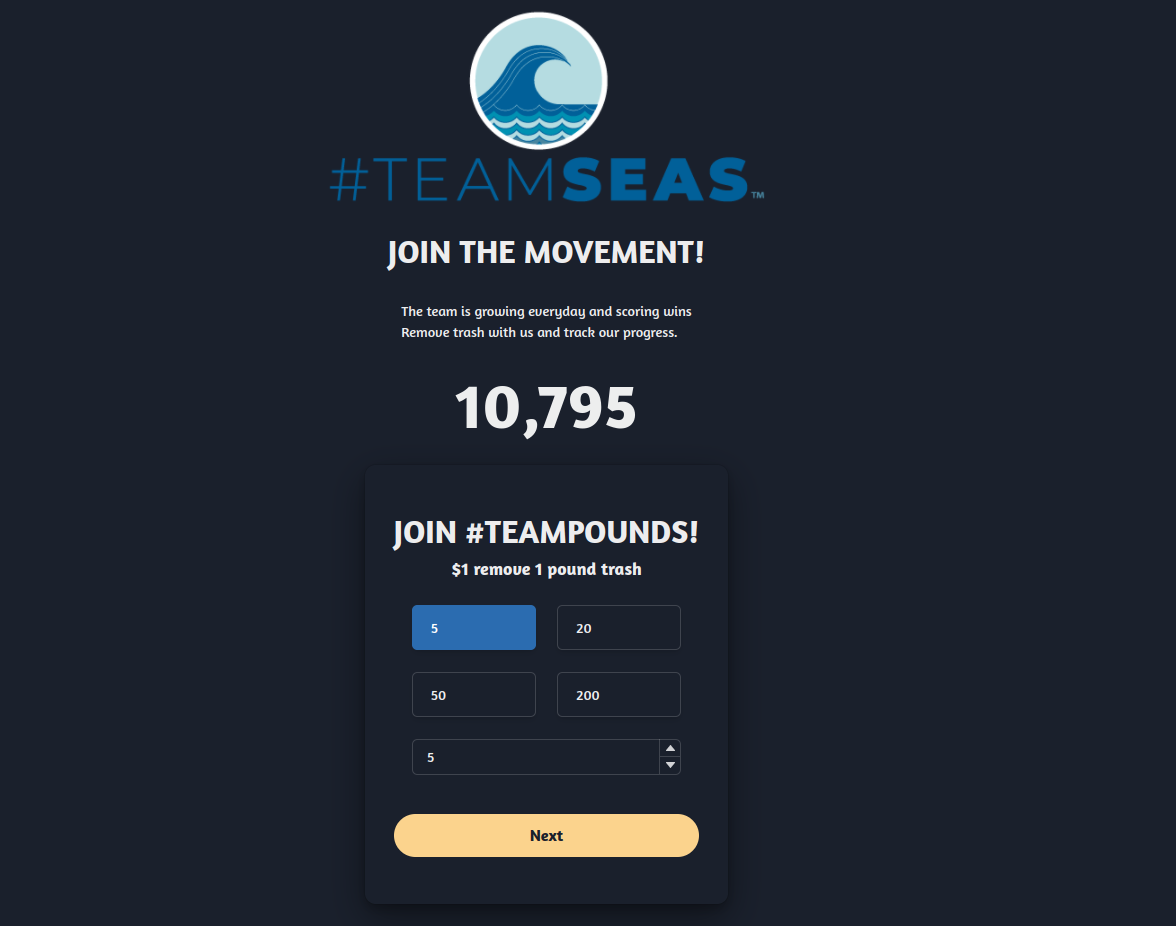 #TEAMSEAS™
JOIN THE MOVEMENT!
The team is growing everyday and scoring wins
Remove trash with us and track our progress.
10,795
JOIN #TEAMPOUNDS!
$1 remove 1 pound trash
5 20
50 200
5
Next